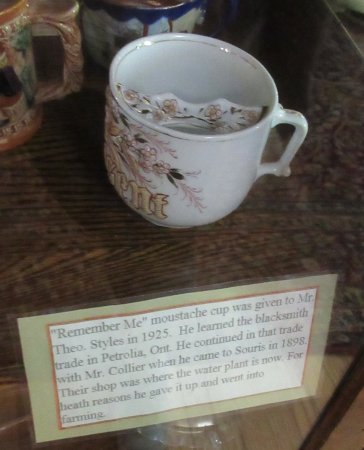 ent
"Remember Me" moustache cup was given to Mr.
Theo. Styles in 1925. He learned the blacksmith
trade in Petrolia, Ont. He continued in that trade
with Mr. Collier when he came to Souris in 1898.
Their shop was where the water plant is now. For
heath reasons he gave it up and went into
farming.